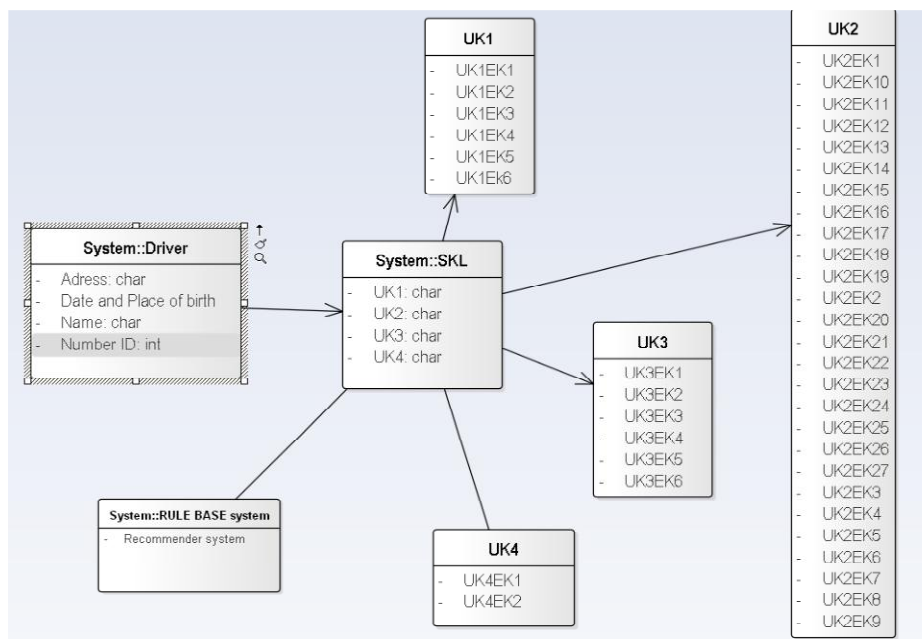 UK1
- UK1EK1
- UK1EK2
- UK1EK3
- UK1EK4
- UK1EK5
- UK1Ek6
UK2
- UK2EK1
- UK2EK10
- UK2EK11
- UK2EK12
- UK2EK13
- UK2EK14
- UK2EK15
- UK2EK16
- UK2EK17
- UK2EK18
- UK2EK19
- UK2EK2
- UK2EK20
- UK2EK21
- UK2EK22
- UK2EK23
- UK2EK24
- UK2EK25
- UK2EK26
- UK2EK27
- UK2EK3
- UK2EK4
- UK2EK5
- UK2EK6
- UK2EK7
- UK2EK8
- UK2EK9
System::Driver
- Adress: char
- Date and Place of birth
- Name: char
- Number ID: int
System::SKL
- UK1: char
- UK2: char
- UK3: char
- UK4: char
UK3
- UK3EK1
- UK3EK2
- UK3EK3
- UK3EK4
- UK3EK5
- UK3EK6
System::RULE BASE system
- Recommender system
UK4
- UK4EK1
- UK4EK2